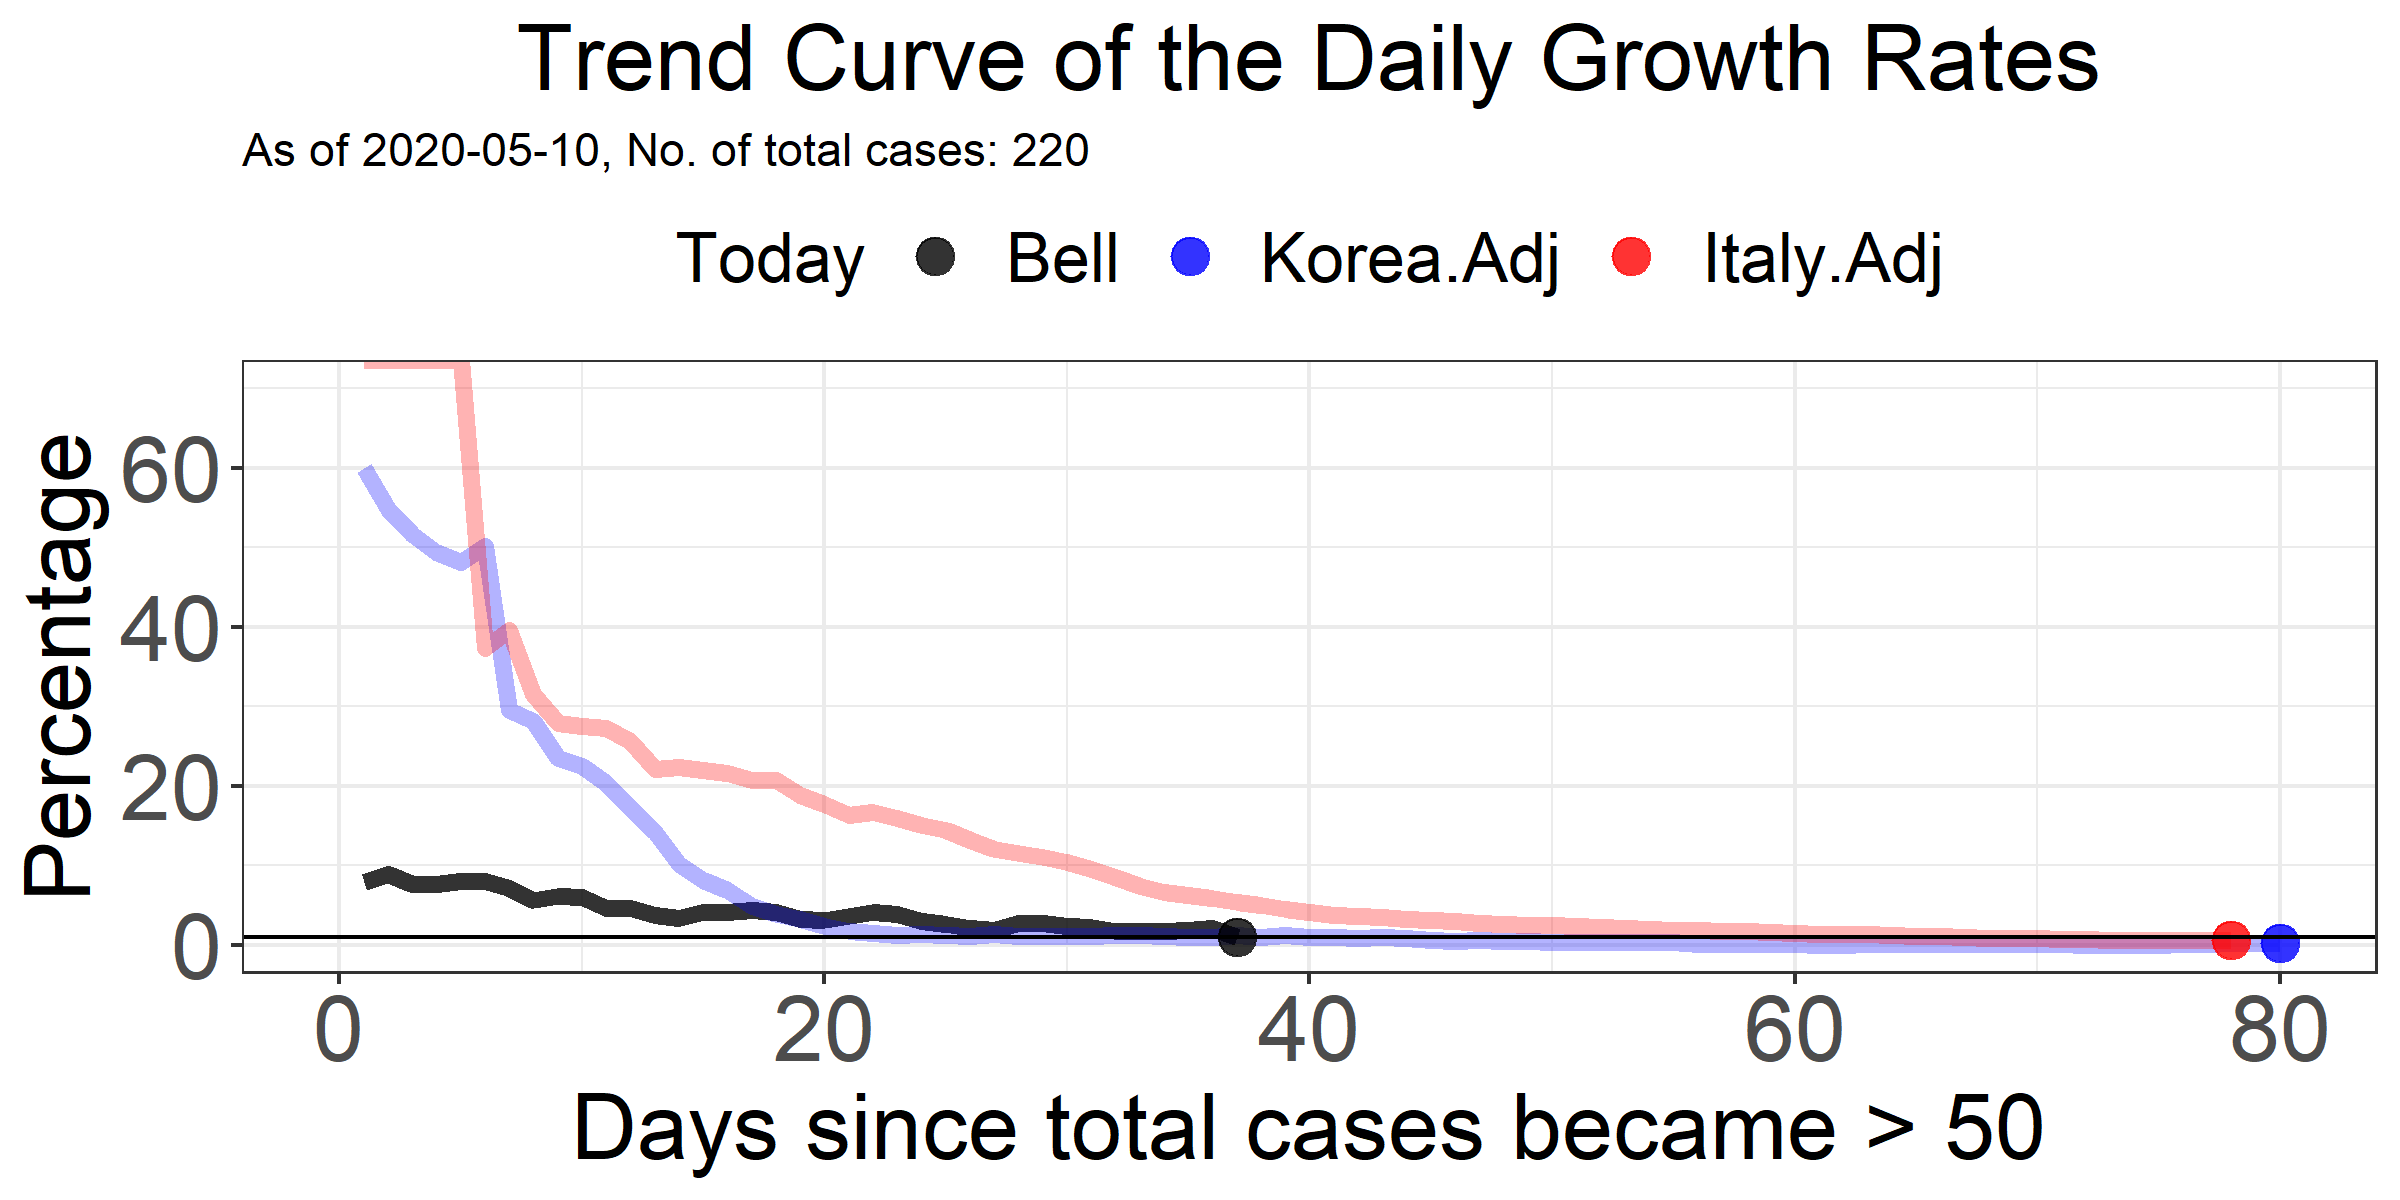 Trend Curve of the Daily Growth Rates
As of 2020-05-10, No. of total cases: 220
Today Bell Korea.Adj Italy.Adj
Percentage
60
40
20
0
0 20 40 60 80
Days since total cases became > 50